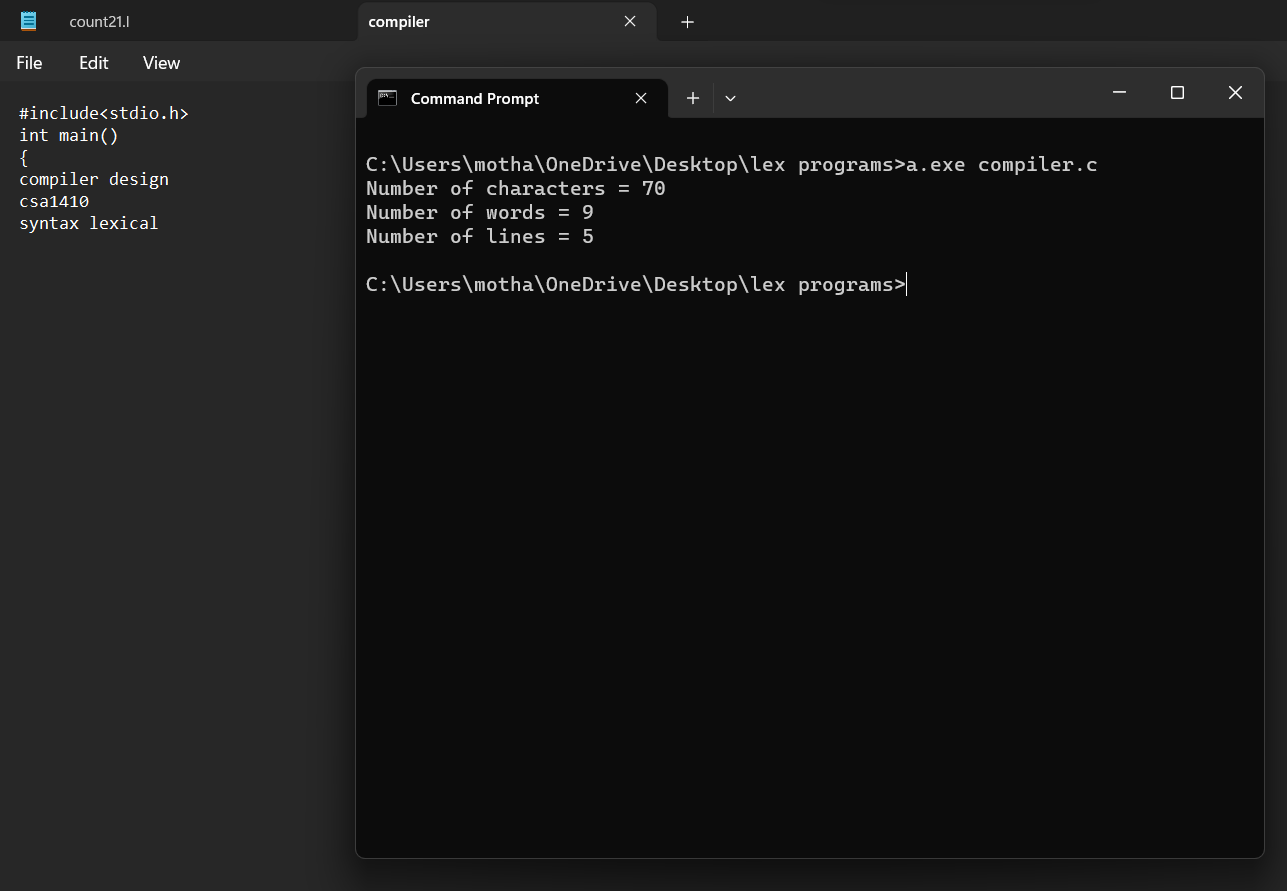 count21.l
compiler
File Edit View
#include<stdio.h>
int main()
{
compiler design
csa1410
syntax lexical
Command Prompt
C:\Users\motha\OneDrive\Desktop\lex programs>a.exe compiler.c
Number of characters = 70
Number of words = 9
Number of lines = 5
C:\Users\motha\OneDrive\Desktop\lex programs>